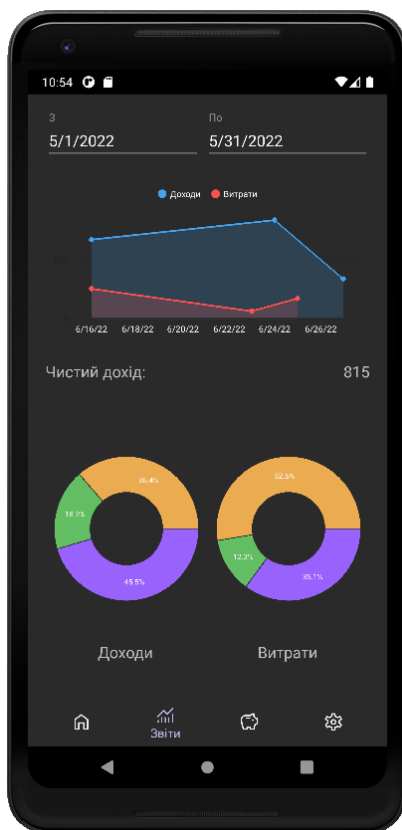 10:54
З По
5/1/2022 5/31/2022
Доходи Витрати
6/16/22 6/18/22 6/20/22 6/22/22 6/24/22 6/26/22
Чистий дохід: 815
36.4%
18.2%
45.5%
52.6%
12.3%
35.1%
Доходи Витрати
Звіти